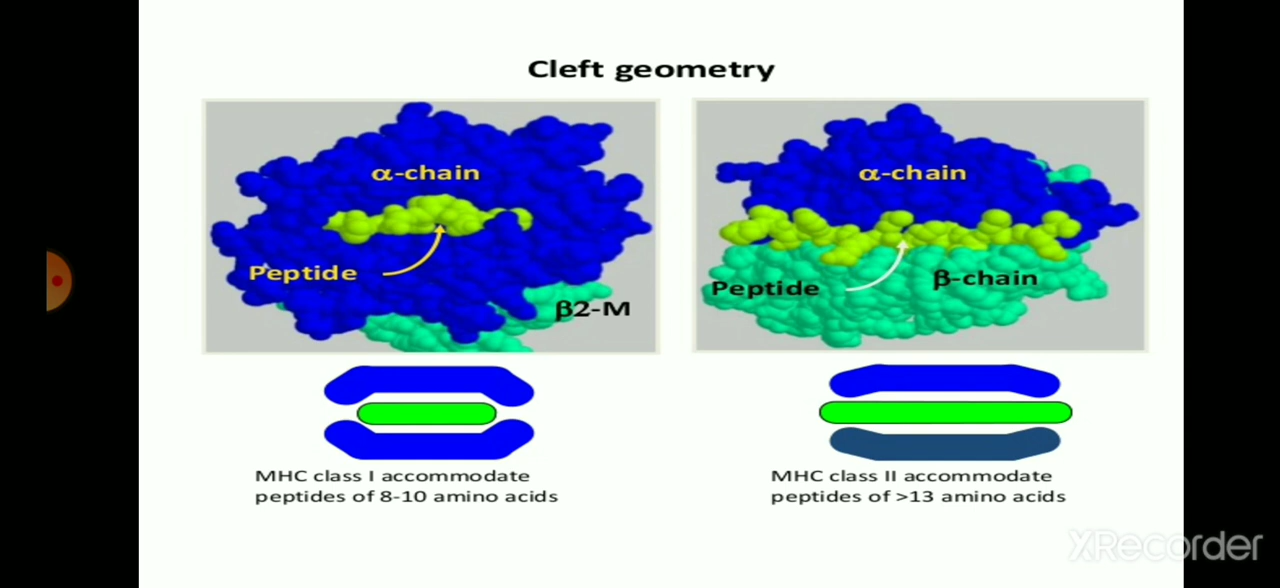 Cleft geometry
α-chain
Peptide
β2-M
α-chain
Peptide
β-chain
MHC class I accommodate
peptides of 8-10 amino acids
MHC class II accommodate
peptides of >13 amino acids
XRecorder